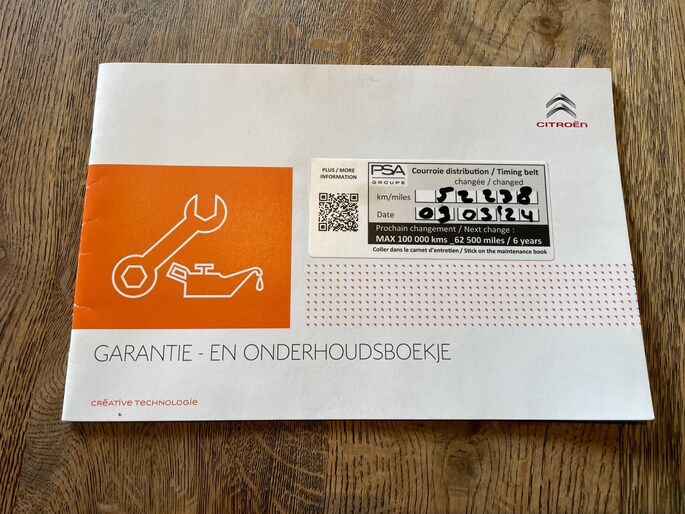 CITROËN
PLUS / MORE
INFORMATION
PSA
GROUPE
Courroie distribution / Timing belt
changée / changed
km/miles 52238
Date 09 03 24
Prochain changement / Next change :
MAX 100 000 kms _62 500 miles / 6 years
Coller dans le carnet d'entretien / Stick on the maintenance book
GARANTIE - EN ONDERHOUDSBOEKJE
CRÉATIVE TECHNOLOGIE